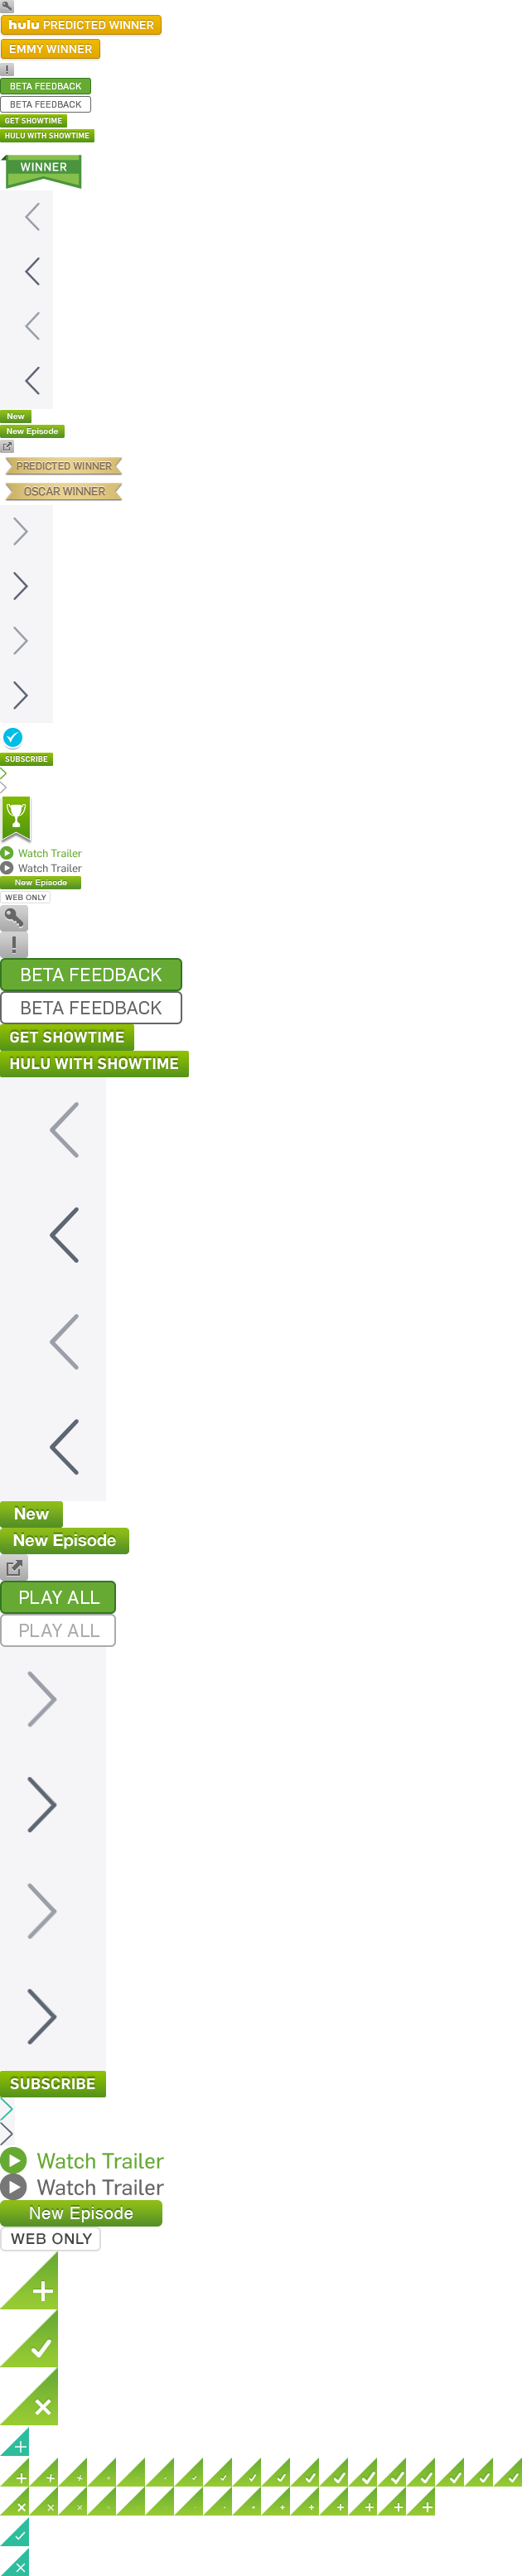 hulu PREDICTED WINNER
EMMY WINNER
!
BETA FEEDBACK
BETA FEEDBACK
GET SHOWTIME
HULU WITH SHOWTIME
WINNER
New
New Episode
PREDICTED WINNER
OSCAR WINNER
SUBSCRIBE
Watch Trailer
Watch Trailer
New Episode
WEB ONLY
!
BETA FEEDBACK
BETA FEEDBACK
GET SHOWTIME
HULU WITH SHOWTIME
New
New Episode
PLAY ALL
PLAY ALL
SUBSCRIBE
Watch Trailer
Watch Trailer
New Episode
WEB ONLY